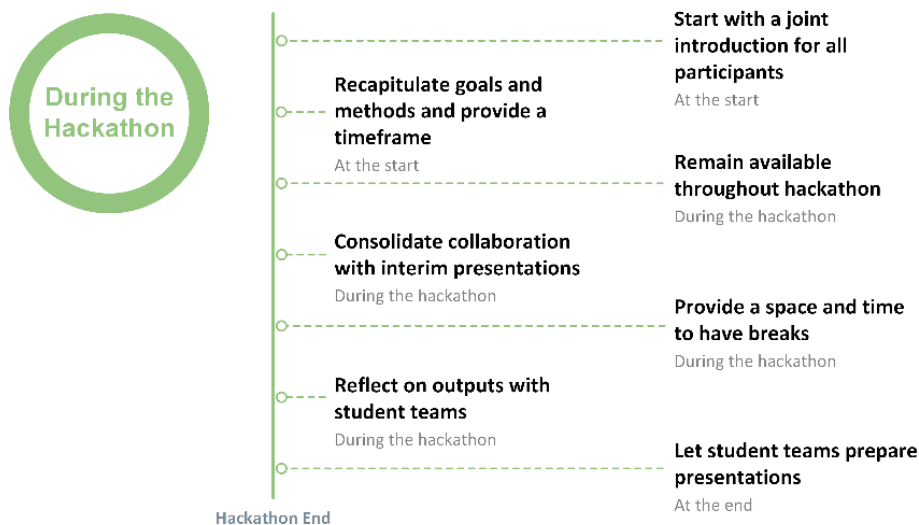 During the
Hackathon
Start with a joint
introduction for all
participants
At the start
Recapitulate goals and
methods and provide a
timeframe
At the start
Remain available
throughout hackathon
During the hackathon
Consolidate collaboration
with interim presentations
During the hackathon
Provide a space and time
to have breaks
During the hackathon
Reflect on outputs with
student teams
During the hackathon
Let student teams prepare
presentations
At the end
Hackathon End